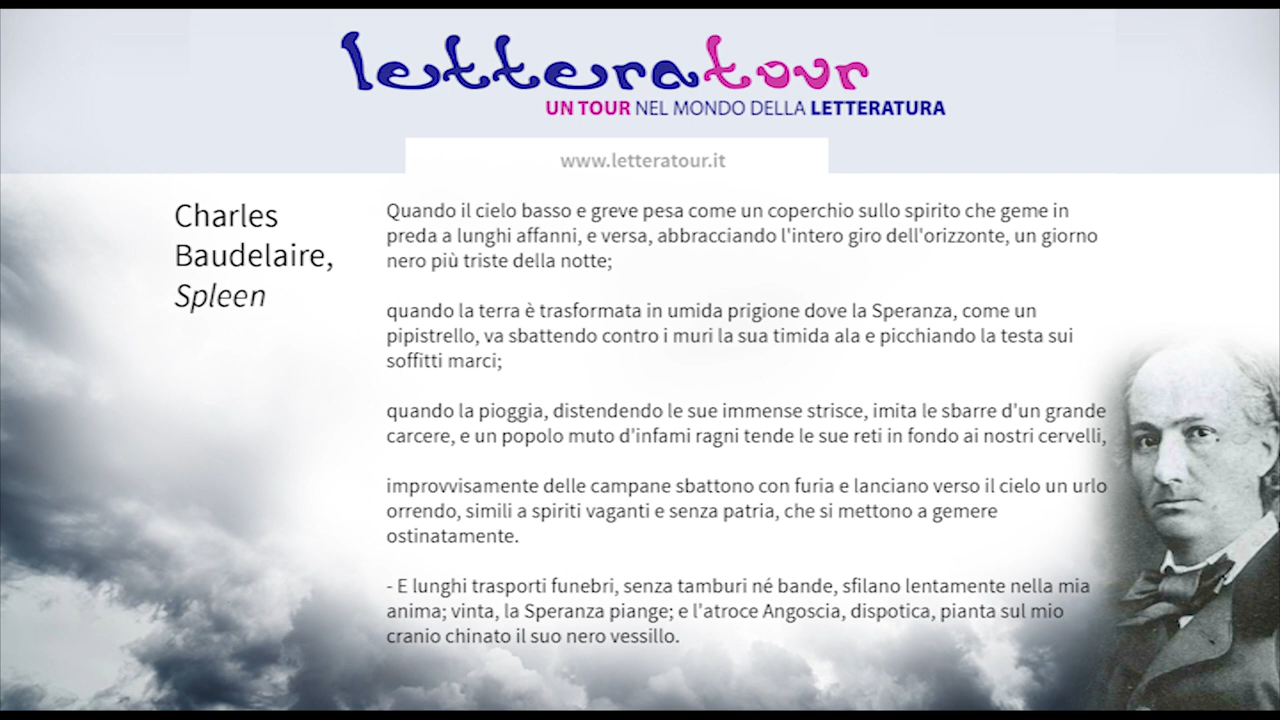 letteratour
UN TOUR NEL MONDO DELLA LETTERATURA
www.letteratour.it
Charles
Baudelaire,
Spleen
Quando il cielo basso e greve pesa come un coperchio sullo spirito che geme in
preda a lunghi affanni, e versa, abbracciando l'intero giro dell'orizzonte, un giorno
nero più triste della notte;
quando la terra è trasformata in umida prigione dove la Speranza, come un
pipistrello, va sbattendo contro i muri la sua timida ala e picchiando la testa sui
soffitti marci;
quando la pioggia, distendendo le sue immense strisce, imita le sbarre d'un grande
carcere, e un popolo muto d'infami ragni tende le sue reti in fondo ai nostri cervelli,
improvvisamente delle campane sbattono con furia e lanciano verso il cielo un urlo
orrendo, simili a spiriti vaganti e senza patria, che si mettono a gemere
ostinatamente.
- E lunghi trasporti funebri, senza tamburi né bande, sfilano lentamente nella mia
anima; vinta, la Speranza piange; e l'atroce Angoscia, dispotica, pianta sul mio
cranio chinato il suo nero vessillo.